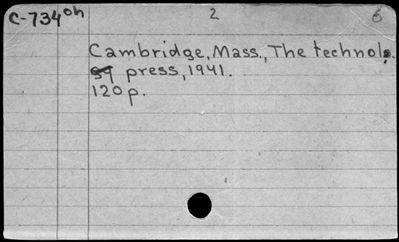 C-734oh 2 6
Cambridge, Mass., The technolo
gy press, 1941.
120 p.